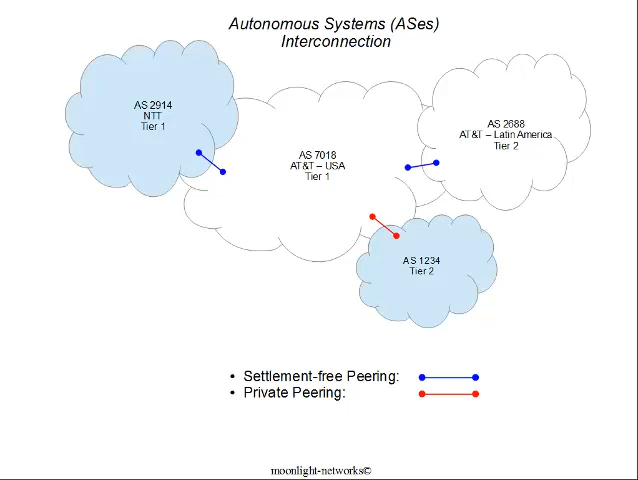 Autonomous Systems (ASes)
Interconnection
AS 2914
NTT
Tier 1
AS 7018
AT&T – USA
Tier 1
AS 2688
AT&T – Latin America
Tier 2
AS 1234
Tier 2
• Settlement-free Peering:
• Private Peering:
moonlight-networks©